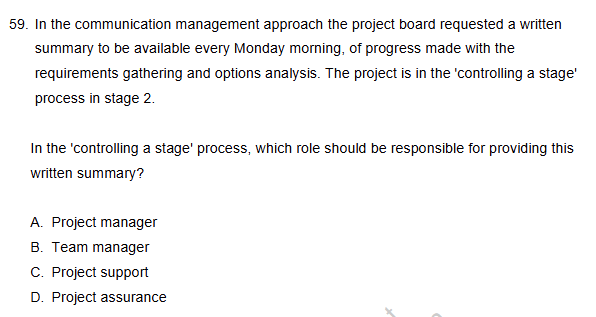 59. In the communication management approach the project board requested a written
summary to be available every Monday morning, of progress made with the
requirements gathering and options analysis. The project is in the 'controlling a stage'
process in stage 2.
In the 'controlling a stage' process, which role should be responsible for providing this
written summary?
A. Project manager
B. Team manager
C. Project support
D. Project assurance